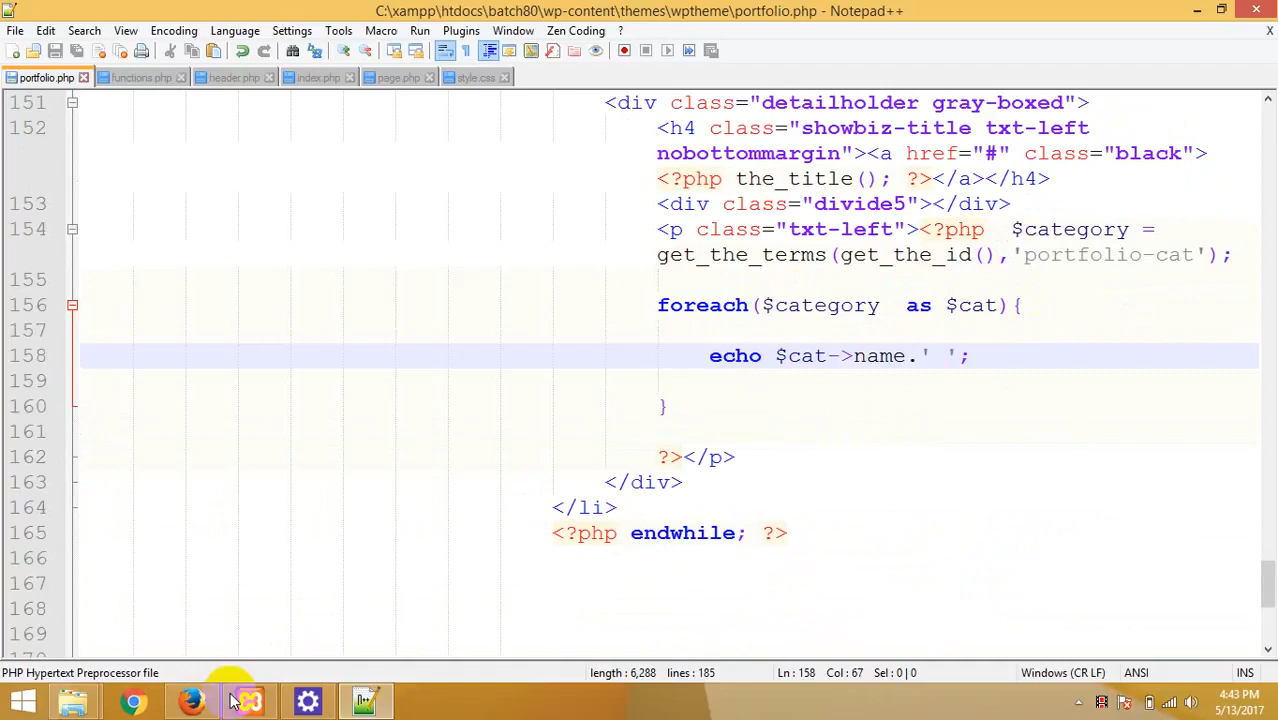 C:\xampp\htdocs\batch80\wp-content\themes\wptheme\portfolio.php - Notepad++
File Edit Search View Encoding Language Settings Tools Macro Run Plugins Window Zen Coding ? X
portfolio.php functions.php header.php index.php page.php style.css
151 <div class="detailholder gray-boxed">
152 <h4 class="showbiz-title txt-left
nobottommargin"><a href="#" class="black">
<?php the_title(); ?></a></h4>
153 <div class="divide5"></div>
154 <p class="txt-left"><?php  $category =
get_the_terms(get_the_id(),'portfolio-cat');
155
156 foreach($category  as $cat){
157
158 echo $cat->name.' ';
159
160 }
161
162 ?></p>
163 </div>
164 </li>
165 <?php endwhile; ?>
166
167
168
169
PHP Hypertext Preprocessor file length : 6,288 lines : 185 Ln : 158 Col : 67 Sel : 0 | 0 Windows (CR LF) ANSI INS
4:43 PM
5/13/2017